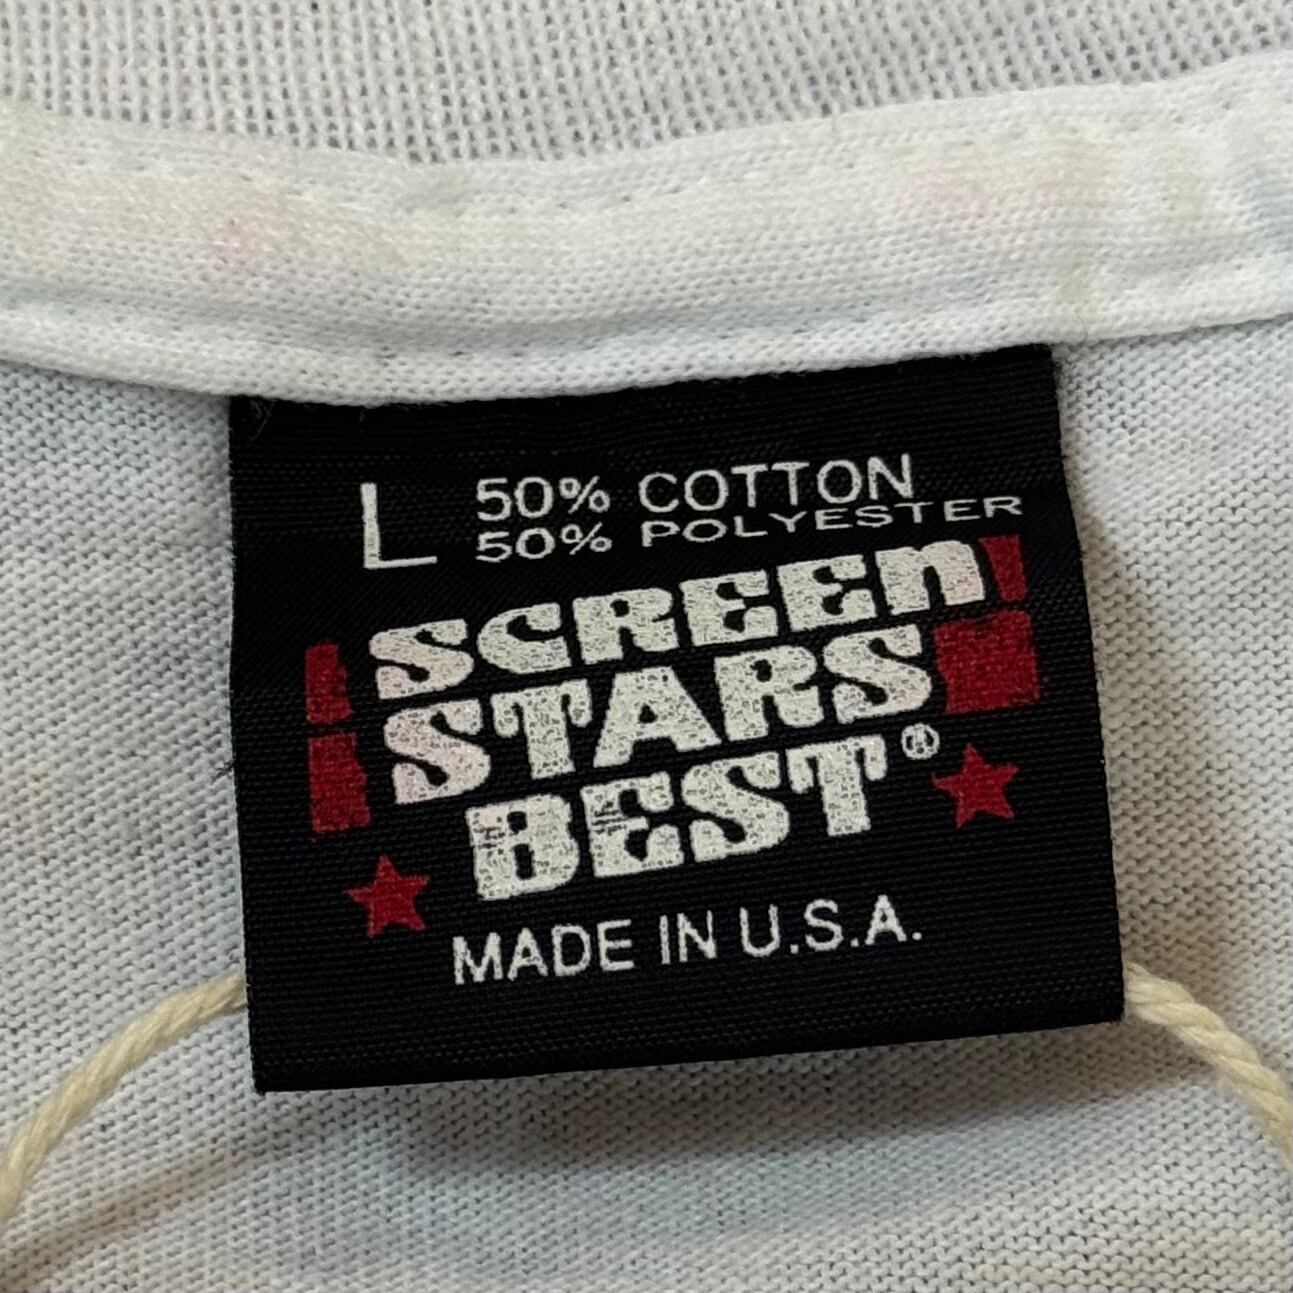 L 50% COTTON
50% POLYESTER
SCREEN
STARS
BEST®
MADE IN U.S.A.